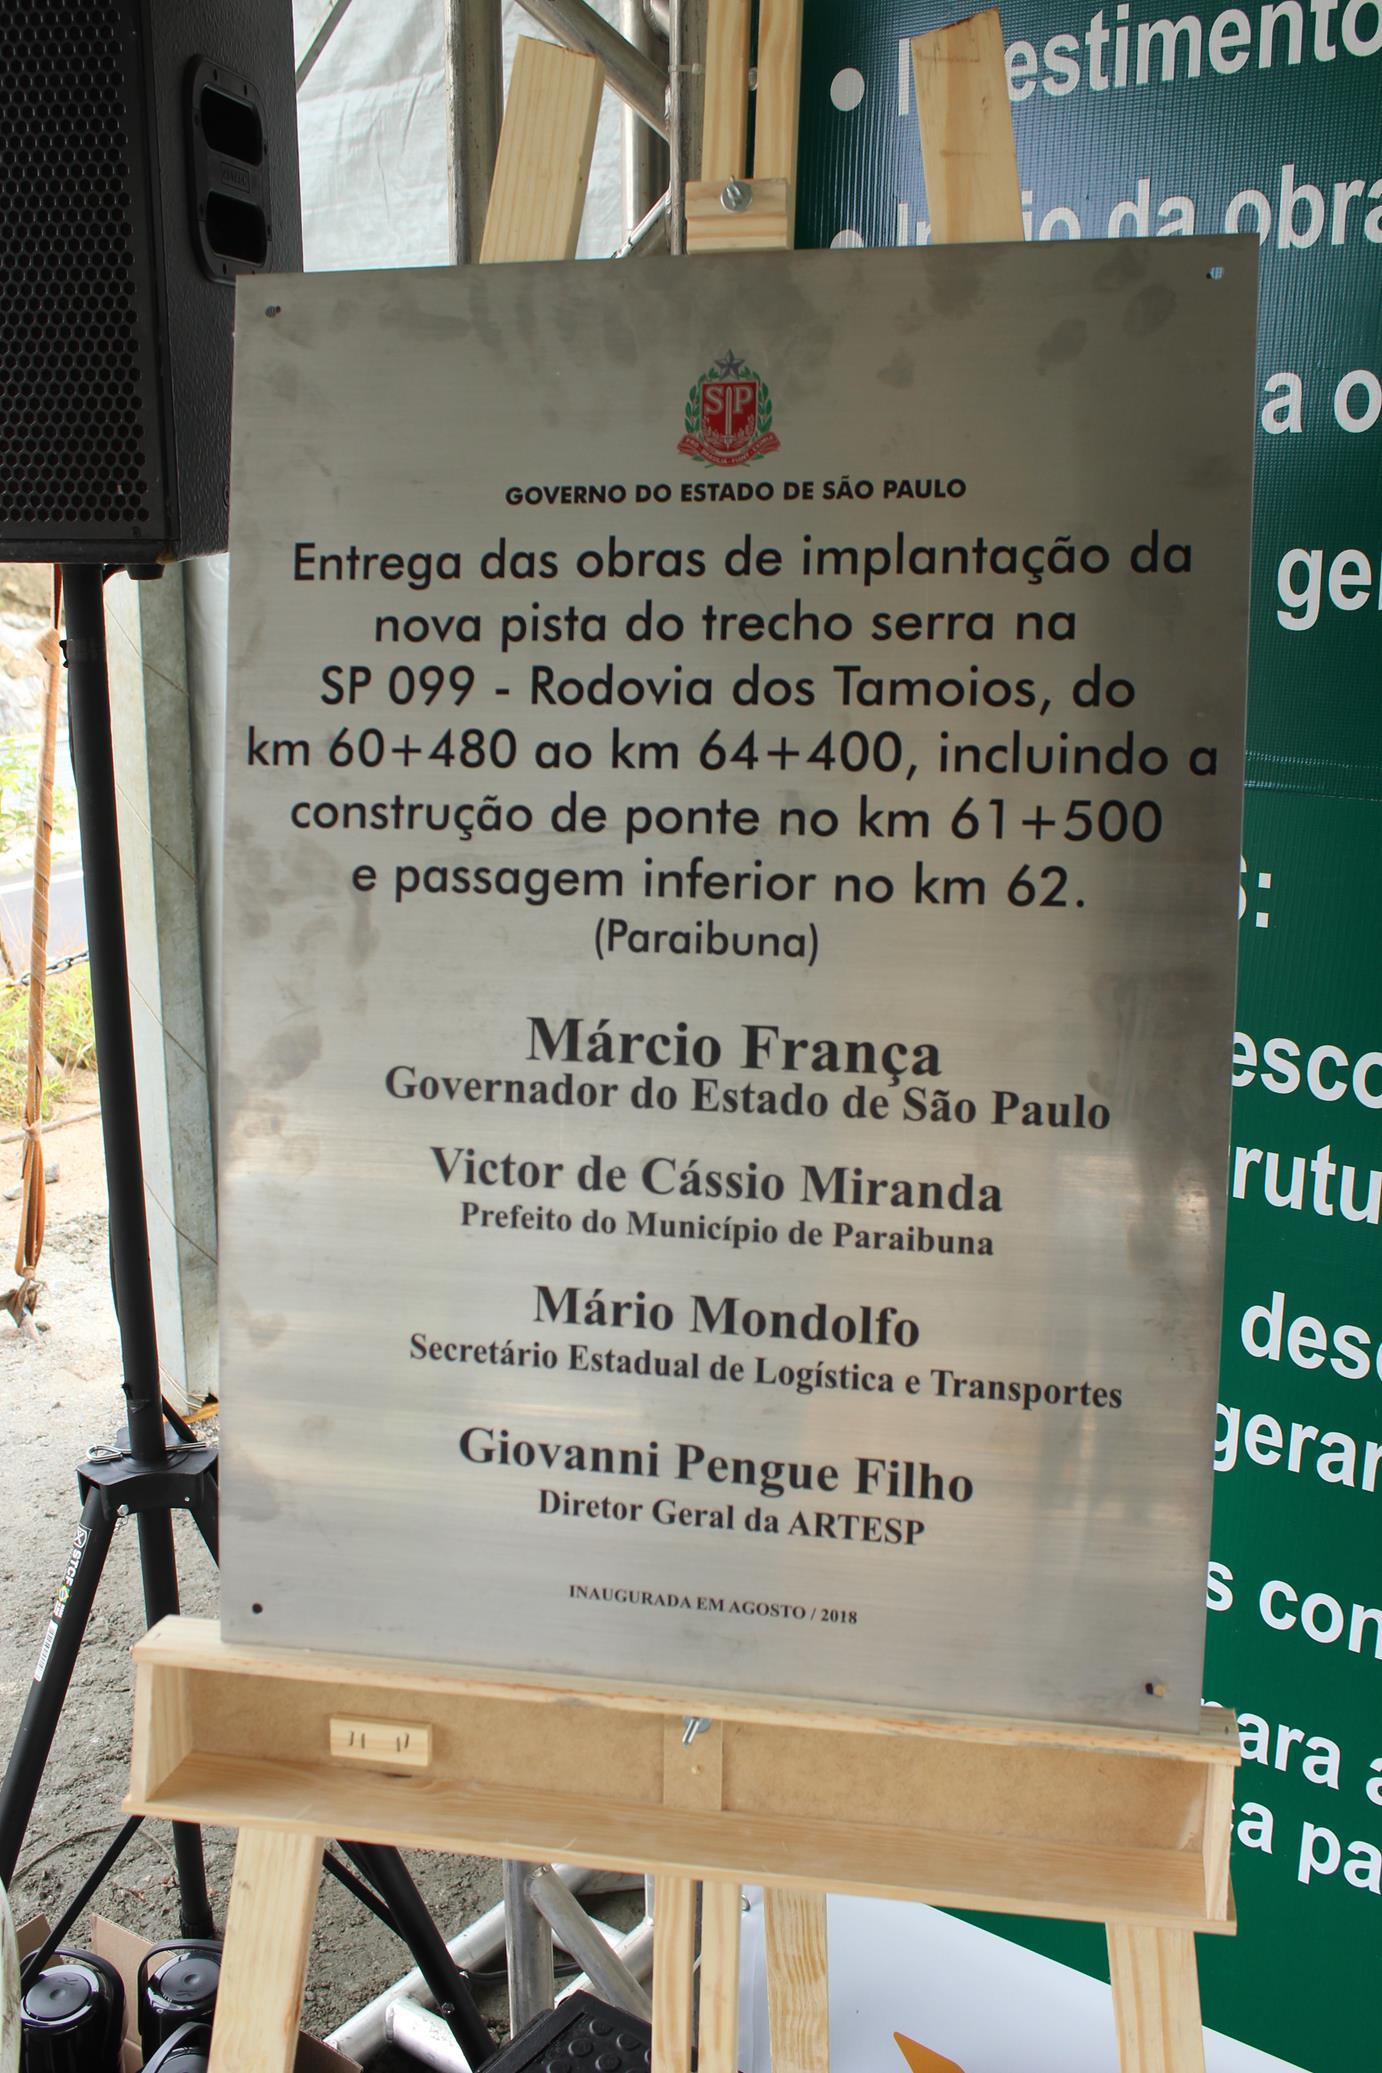 SP
GOVERNO DO ESTADO DE SÃO PAULO
Entrega das obras de implantação da
nova pista do trecho serra na
SP 099 - Rodovia dos Tamoios, do
km 60+480 ao km 64+400, incluindo a
construção de ponte no km 61+500
e passagem inferior no km 62.
(Paraibuna)
Márcio França
Governador do Estado de São Paulo
Victor de Cássio Miranda
Prefeito do Município de Paraibuna
Mário Mondolfo
Secretário Estadual de Logística e Transportes
Giovanni Pengue Filho
Diretor Geral da ARTESP
INAUGURADA EM AGOSTO / 2018
da obra
a o
para a